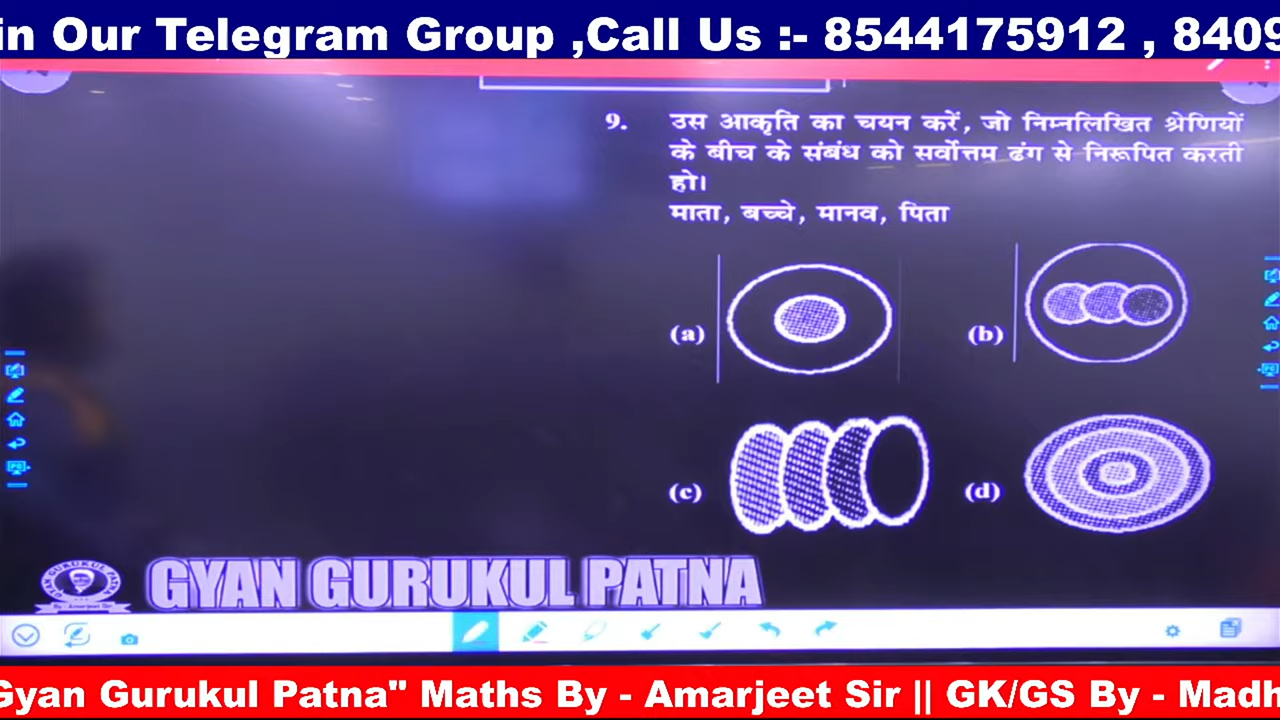 in Our Telegram Group ,Call Us :- 8544175912 , 8409
9. उस आकृति का चयन करें, जो निम्नलिखित श्रेणियों
के बीच के संबंध को सर्वोत्तम ढंग से निरूपित करती
हो।
माता, बच्चे, मानव, पिता
(a)
(b)
(c)
(d)
GYAN GURUKUL PATNA
Gyan Gurukul Patna" Maths By - Amarjeet Sir || GK/GS By - Madh